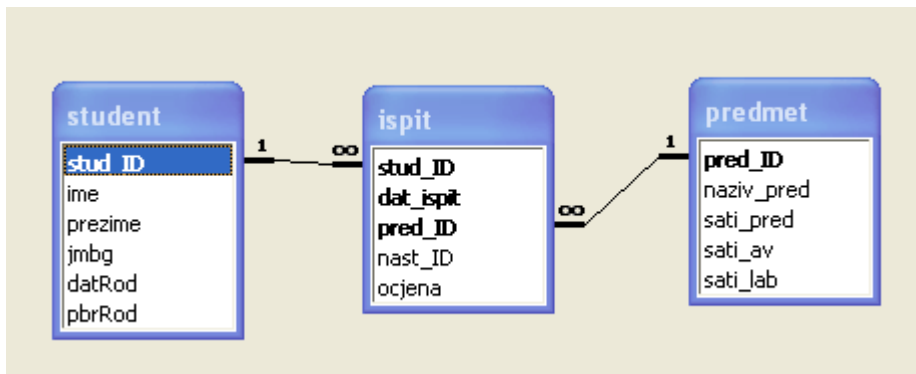 student
stud_ID
ime
prezime
jmbg
datRod
pbrRod
1
∞
ispit
stud_ID
dat_ispit
pred_ID
nast_ID
ocjena
∞
1
predmet
pred_ID
naziv_pred
sati_pred
sati_av
sati_lab